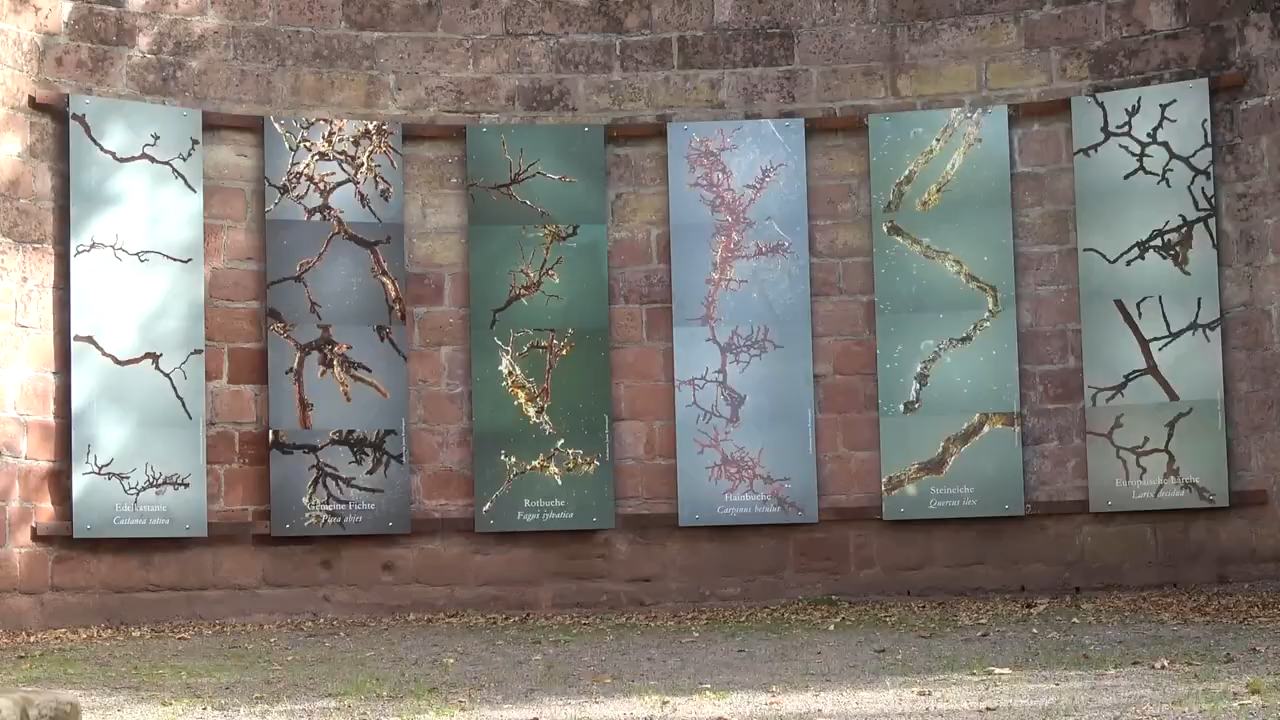 Edelkastanie
Castanea sativa
Gemeine Fichte
Picea abies
Rotbuche
Fagus sylvatica
Hainbuche
Carpinus betulus
Steineiche
Quercus ilex
Europäische Lärche
Larix decidua